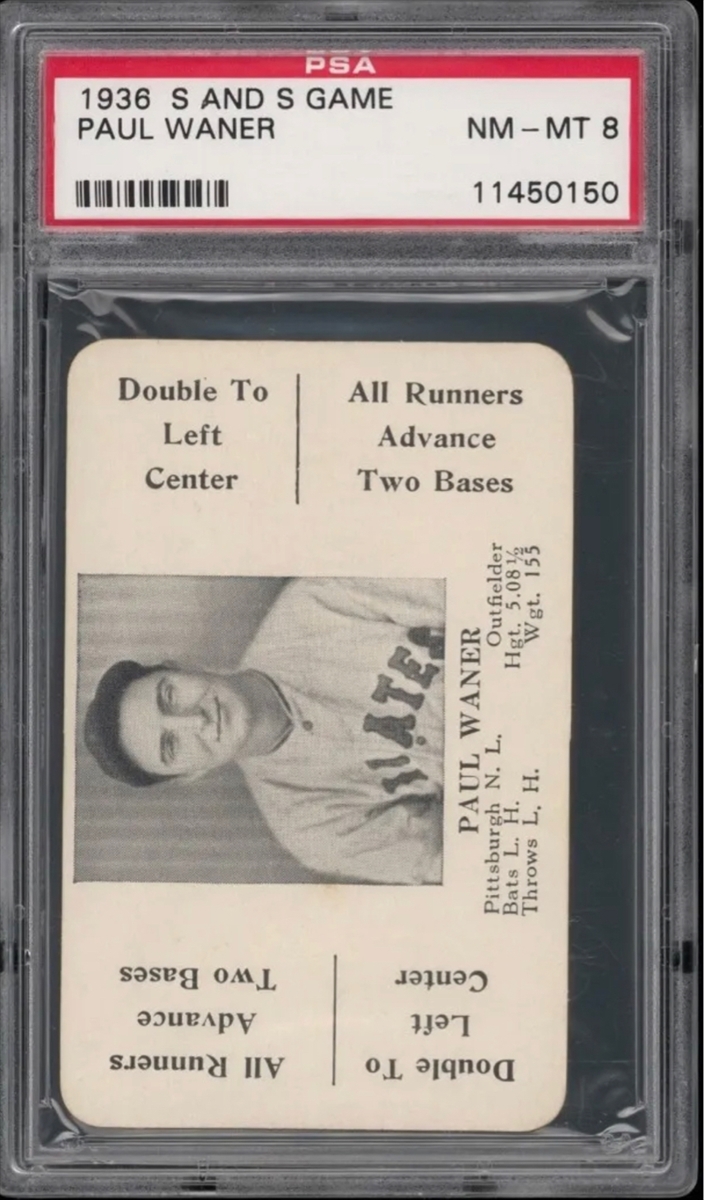 PSA
1936 S AND S GAME
PAUL WANER NM-MT 8
11450150
Double To
Left
Center
All Runners
Advance
Two Bases
PIRATES
PAUL WANER
Pittsburgh N. L. Outfielder
Bats L. H. Hgt. 5.08½
Throws L. H. Wgt. 155
Double To
Left
Center
All Runners
Advance
Two Bases